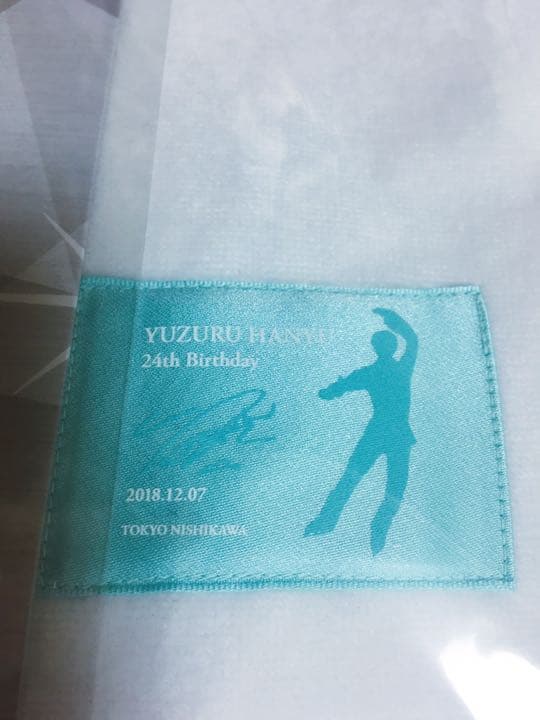 YUZURU HANYU
24th Birthday
2018.12.07
TOKYO NISHIKAWA